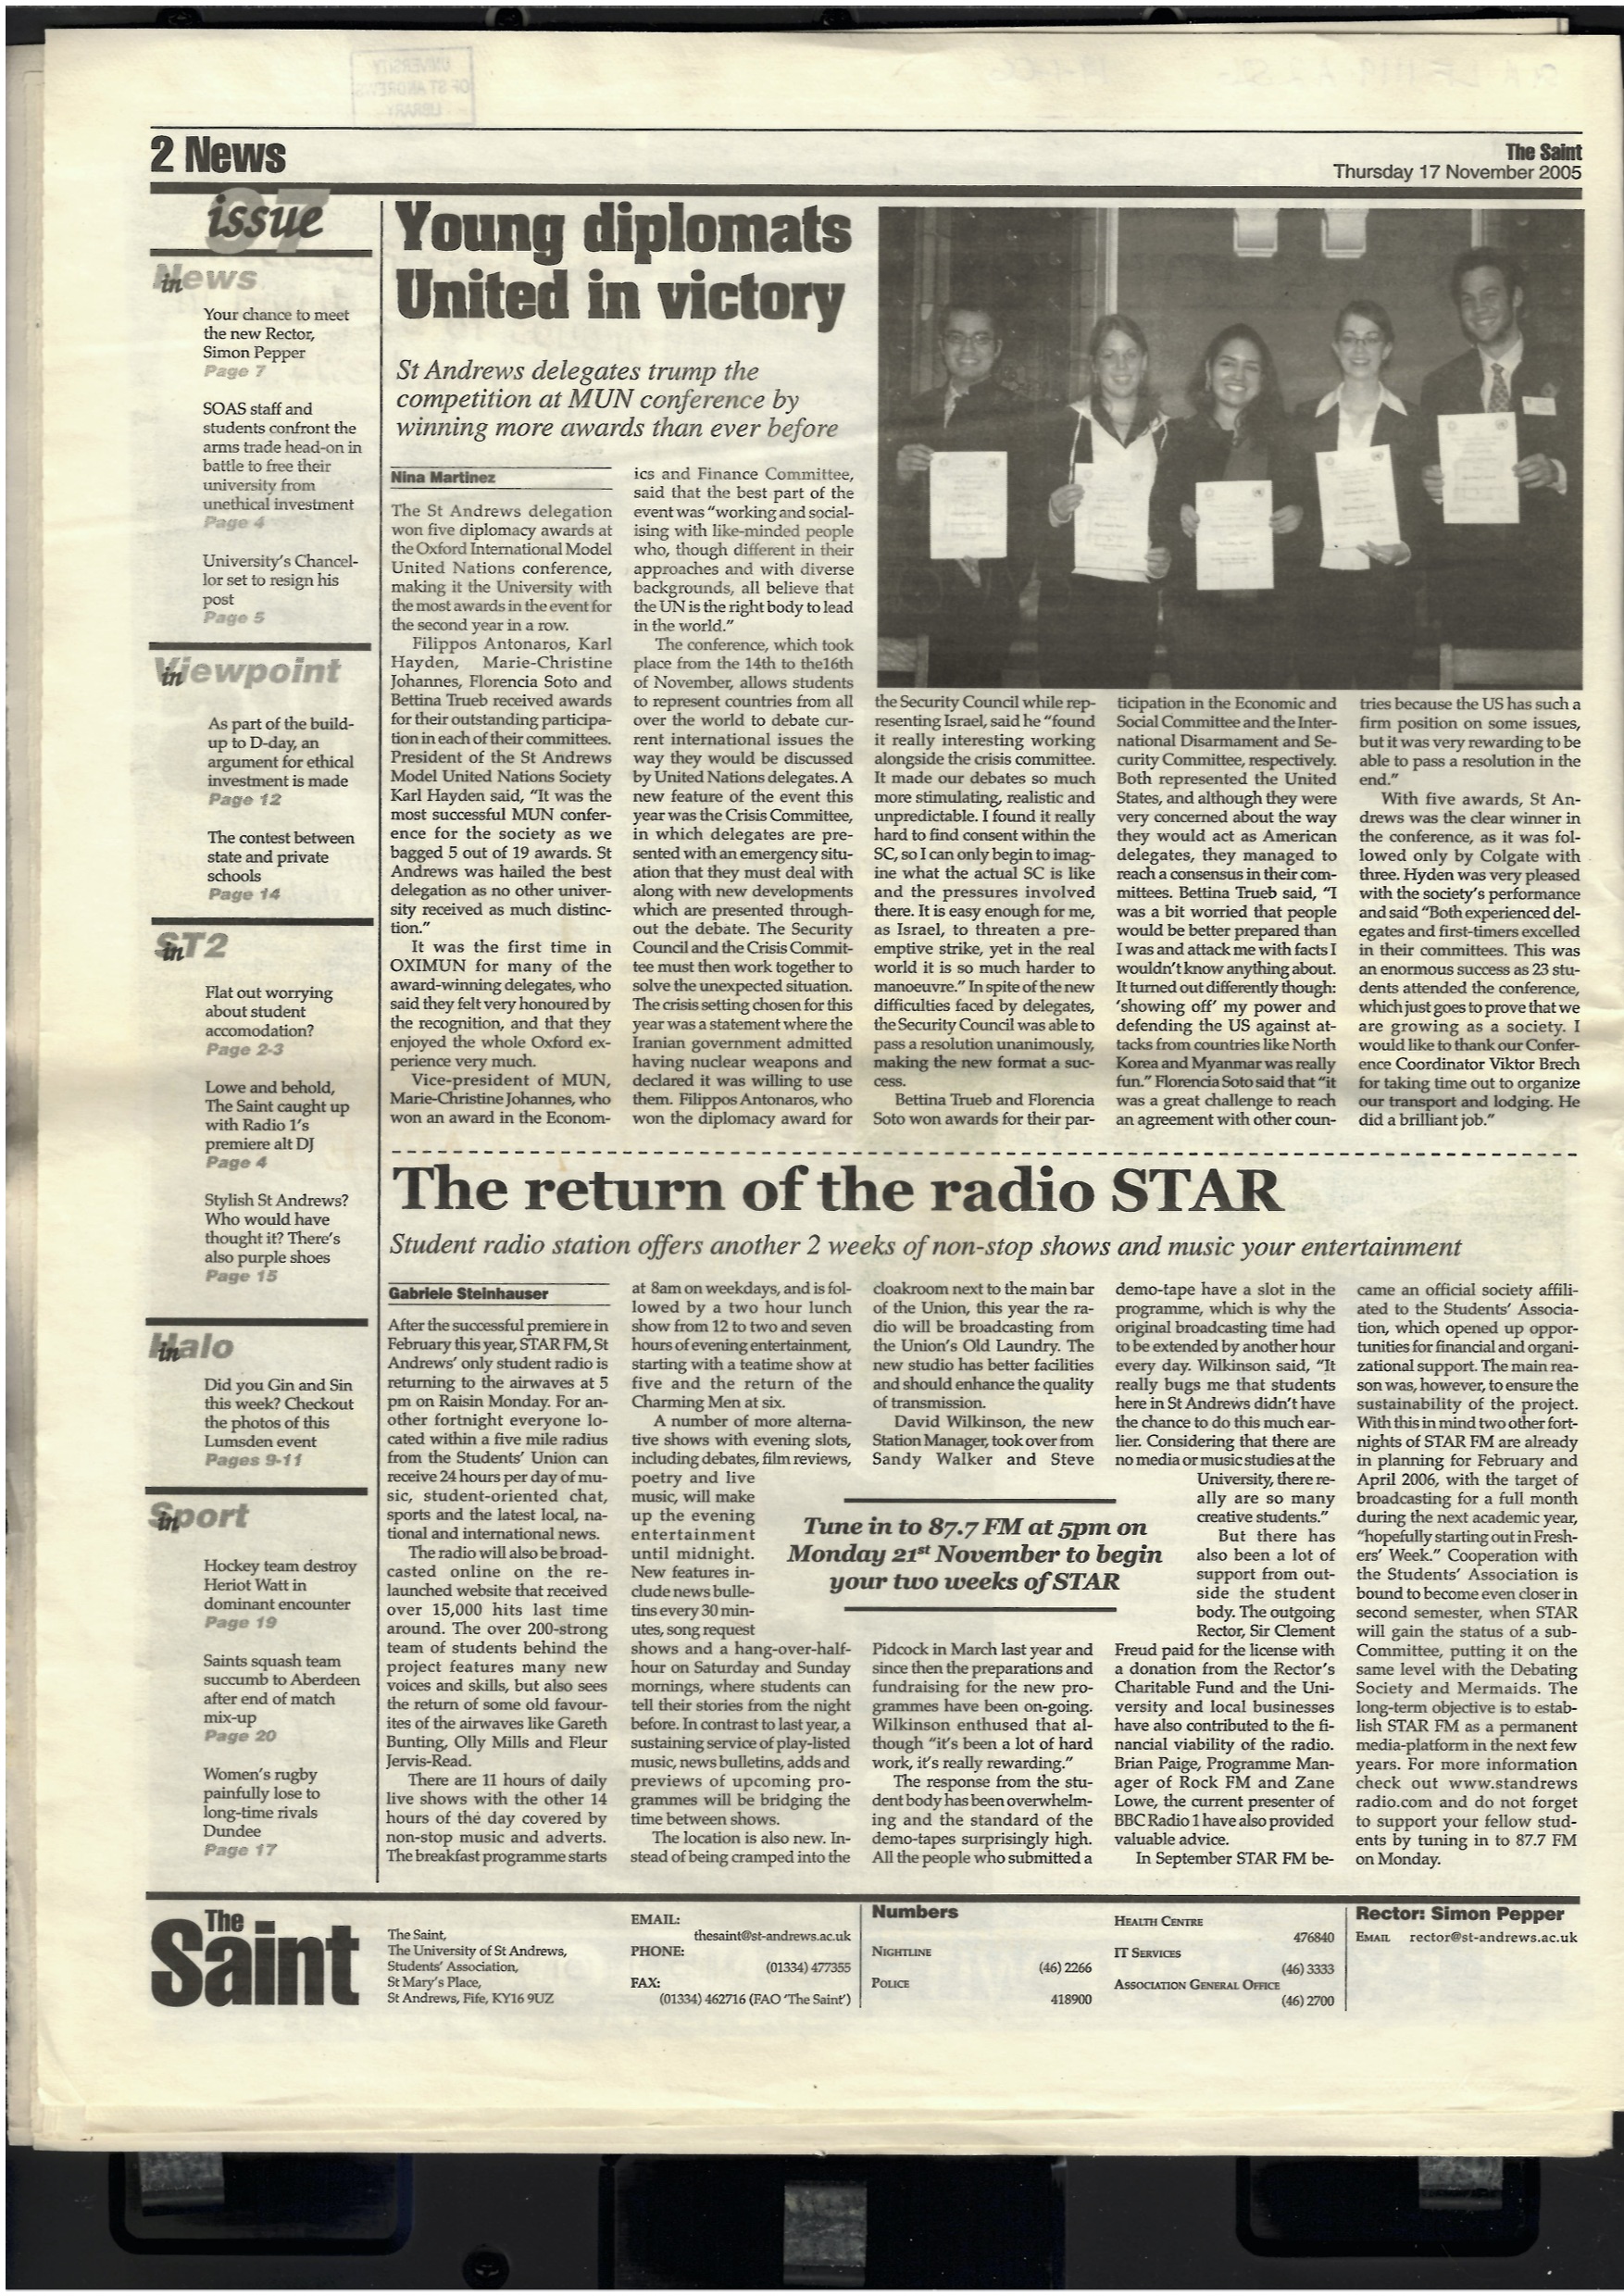 2 News
The Saint
Thursday 17 November 2005
87
issue
in News
Your chance to meet
the new Rector,
Simon Pepper
Page 7
SOAS staff and
students confront the
arms trade head-on in
battle to free their
university from
unethical investment
Page 4
University's Chancel-
lor set to resign his
post
Page 5
in Viewpoint
As part of the build-
up to D-day, an
argument for ethical
investment is made
Page 12
The contest between
state and private
schools
Page 14
in ST2
Flat out worrying
about student
accomodation?
Page 2-3
Lowe and behold,
The Saint caught up
with Radio 1's
premiere alt DJ
Page 4
Stylish St Andrews?
Who would have
thought it? There's
also purple shoes
Page 15
in Halo
Did you Gin and Sin
this week? Checkout
the photos of this
Lumsden event
Pages 9-11
in Sport
Hockey team destroy
Heriot Watt in
dominant encounter
Page 19
Saints squash team
succumb to Aberdeen
after end of match
mix-up
Page 20
Women's rugby
painfully lose to
long-time rivals
Dundee
Page 17
Young diplomats
United in victory
St Andrews delegates trump the
competition at MUN conference by
winning more awards than ever before
Nina Martinez
The St Andrews delegation
won five diplomacy awards at
the Oxford International Model
United Nations conference,
making it the University with
the most awards in the event for
the second year in a row.
Filippos Antonaros, Karl
Hayden, Marie-Christine
Johannes, Florencia Soto and
Bettina Trueb received awards
for their outstanding participa-
tion in each of their committees.
President of the St Andrews
Model United Nations Society
Karl Hayden said, "It was the
most successful MUN confer-
ence for the society as we
bagged 5 out of 19 awards. St
Andrews was hailed the best
delegation as no other univer-
sity received as much distinc-
tion."
It was the first time in
OXIMUN for many of the
award-winning delegates, who
said they felt very honoured by
the recognition, and that they
enjoyed the whole Oxford ex-
perience very much.
Vice-president of MUN,
Marie-Christine Johannes, who
won an award in the Econom-
ics and Finance Committee,
said that the best part of the
event was "working and social-
ising with like-minded people
who, though different in their
approaches and with diverse
backgrounds, all believe that
the UN is the right body to lead
in the world."
The conference, which took
place from the 14th to the16th
of November, allows students
to represent countries from all
over the world to debate cur-
rent international issues the
way they would be discussed
by United Nations delegates. A
new feature of the event this
year was the Crisis Committee,
in which delegates are pre-
sented with an emergency situ-
ation that they must deal with
along with new developments
which are presented through-
out the debate. The Security
Council and the Crisis Commit-
tee must then work together to
solve the unexpected situation.
The crisis setting chosen for this
year was a statement where the
Iranian government admitted
having nuclear weapons and
declared it was willing to use
them. Filippos Antonaros, who
won the diplomacy award for
the Security Council while rep-
resenting Israel, said he "found
it really interesting working
alongside the crisis committee.
It made our debates so much
more stimulating, realistic and
unpredictable. I found it really
hard to find consent within the
SC, so I can only begin to imag-
ine what the actual SC is like
and the pressures involved
there. It is easy enough for me,
as Israel, to threaten a pre-
emptive strike, yet in the real
world it is so much harder to
manoeuvre." In spite of the new
difficulties faced by delegates,
the Security Council was able to
pass a resolution unanimously,
making the new format a suc-
cess.
Bettina Trueb and Florencia
Soto won awards for their par-
ticipation in the Economic and
Social Committee and the Inter-
national Disarmament and Se-
curity Committee, respectively.
Both represented the United
States, and although they were
very concerned about the way
they would act as American
delegates, they managed to
reach a consensus in their com-
mittees. Bettina Trueb said, "I
was a bit worried that people
would be better prepared than
I was and attack me with facts I
wouldn't know anything about.
It turned out differently though:
'showing off' my power and
defending the US against at-
tacks from countries like North
Korea and Myanmar was really
fun." Florencia Soto said that "it
was a great challenge to reach
an agreement with other coun-
tries because the US has such a
firm position on some issues,
but it was very rewarding to be
able to pass a resolution in the
end."
With five awards, St An-
drews was the clear winner in
the conference, as it was fol-
lowed only by Colgate with
three. Hyden was very pleased
with the society's performance
and said "Both experienced del-
egates and first-timers excelled
in their committees. This was
an enormous success as 23 stu-
dents attended the conference,
which just goes to prove that we
are growing as a society. I
would like to thank our Confer-
ence Coordinator Viktor Brech
for taking time out to organize
our transport and lodging. He
did a brilliant job."
The return of the radio STAR
Student radio station offers another 2 weeks of non-stop shows and music your entertainment
Gabriele Steinhauser
After the successful premiere in
February this year, STAR FM, St
Andrews' only student radio is
returning to the airwaves at 5
pm on Raisin Monday. For an-
other fortnight everyone lo-
cated within a five mile radius
from the Students' Union can
receive 24 hours per day of mu-
sic, student-oriented chat,
sports and the latest local, na-
tional and international news.
The radio will also be broad-
casted online on the re-
launched website that received
over 15,000 hits last time
around. The over 200-strong
team of students behind the
project features many new
voices and skills, but also sees
the return of some old favour-
ites of the airwaves like Gareth
Bunting, Olly Mills and Fleur
Jervis-Read.
There are 11 hours of daily
live shows with the other 14
hours of the day covered by
non-stop music and adverts.
The breakfast programme starts
at 8am on weekdays, and is fol-
lowed by a two hour lunch
show from 12 to two and seven
hours of evening entertainment,
starting with a teatime show at
five and the return of the
Charming Men at six.
A number of more alterna-
tive shows with evening slots,
including debates, film reviews,
poetry and live
music, will make
up the evening
entertainment
until midnight.
New features in-
clude news bulle-
tins every 30 min-
utes, song request
shows and a hang-over-half-
hour on Saturday and Sunday
mornings, where students can
tell their stories from the night
before. In contrast to last year, a
sustaining service of play-listed
music, news bulletins, adds and
previews of upcoming pro-
grammes will be bridging the
time between shows.
The location is also new. In-
stead of being cramped into the
cloakroom next to the main bar
of the Union, this year the ra-
dio will be broadcasting from
the Union's Old Laundry. The
new studio has better facilities
and should enhance the quality
of transmission.
David Wilkinson, the new
Station Manager, took over from
Sandy Walker and Steve
Tune in to 87.7 FM at 5pm on
Monday 21st November to begin
your two weeks of STAR
Pidcock in March last year and
since then the preparations and
fundraising for the new pro-
grammes have been on-going.
Wilkinson enthused that al-
though "it's been a lot of hard
work, it's really rewarding."
The response from the stu-
dent body has been overwhelm-
ing and the standard of the
demo-tapes surprisingly high.
All the people who submitted a
demo-tape have a slot in the
programme, which is why the
original broadcasting time had
to be extended by another hour
every day. Wilkinson said, "It
really bugs me that students
here in St Andrews didn't have
the chance to do this much ear-
lier. Considering that there are
no media or music studies at the
University, there re-
ally are so many
creative students."
But there has
also been a lot of
support from out-
side the student
body. The outgoing
Rector, Sir Clement
Freud paid for the license with
a donation from the Rector's
Charitable Fund and the Uni-
versity and local businesses
have also contributed to the fi-
nancial viability of the radio.
Brian Paige, Programme Man-
ager of Rock FM and Zane
Lowe, the current presenter of
BBC Radio 1 have also provided
valuable advice.
In September STAR FM be-
came an official society affili-
ated to the Students' Associa-
tion, which opened up oppor-
tunities for financial and organi-
zational support. The main rea-
son was, however, to ensure the
sustainability of the project.
With this in mind two other fort-
nights of STAR FM are already
in planning for February and
April 2006, with the target of
broadcasting for a full month
during the next academic year,
"hopefully starting out in Fresh-
ers' Week." Cooperation with
the Students' Association is
bound to become even closer in
second semester, when STAR
will gain the status of a sub-
Committee, putting it on the
same level with the Debating
Society and Mermaids. The
long-term objective is to estab-
lish STAR FM as a permanent
media-platform in the next few
years. For more information
check out www.standrews
radio.com and do not forget
to support your fellow stud-
ents by tuning in to 87.7 FM
on Monday.
The
Saint
The Saint,
The University of St Andrews,
Students' Association,
St Mary's Place,
St Andrews, Fife, KY16 9UZ
EMAIL:
thesaint@st-andrews.ac.uk
PHONE:
(01334) 477355
FAX:
(01334) 462716 (FAO 'The Saint')
Numbers
NIGHTLINE
(46) 2266
POLICE
418900
HEALTH CENTRE
476840
IT SERVICES
(46) 3333
ASSOCIATION GENERAL OFFICE
(46) 2700
Rector: Simon Pepper
EMAIL rector@st-andrews.ac.uk